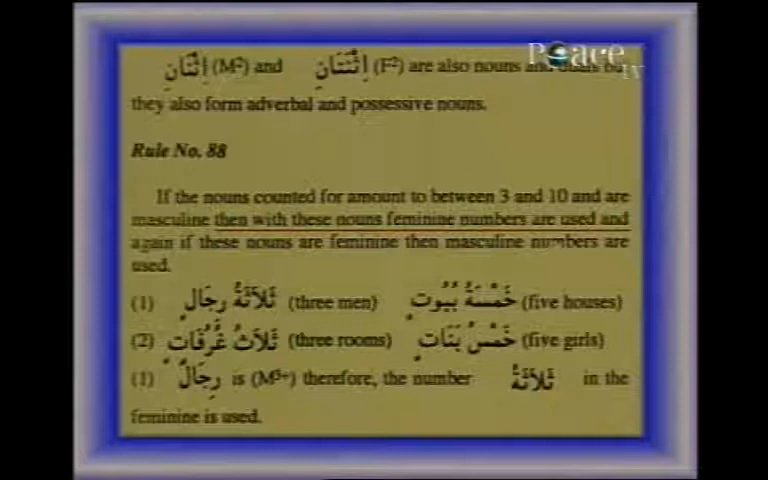 Peace TV
اِثْنَانِ (M²) and اِثْنَتَانِ (F²) are also nouns and duals but
they also form adverbal and possessive nouns.
Rule No. 88
If the nouns counted for amount to between 3 and 10 and are
masculine then with these nouns feminine numbers are used and
again if these nouns are feminine then masculine numbers are
used.
(1) ثَلَاثَةُ رِجَالٍ (three men) خَمْسَةُ بُيُوتٍ (five houses)
(2) ثَلَاثُ غُرُفَاتٍ (three rooms) خَمْسُ بَنَاتٍ (five girls)
(1) رِجَالٌ is (M³⁺) therefore, the number ثَلَاثَةُ in the
feminine is used.